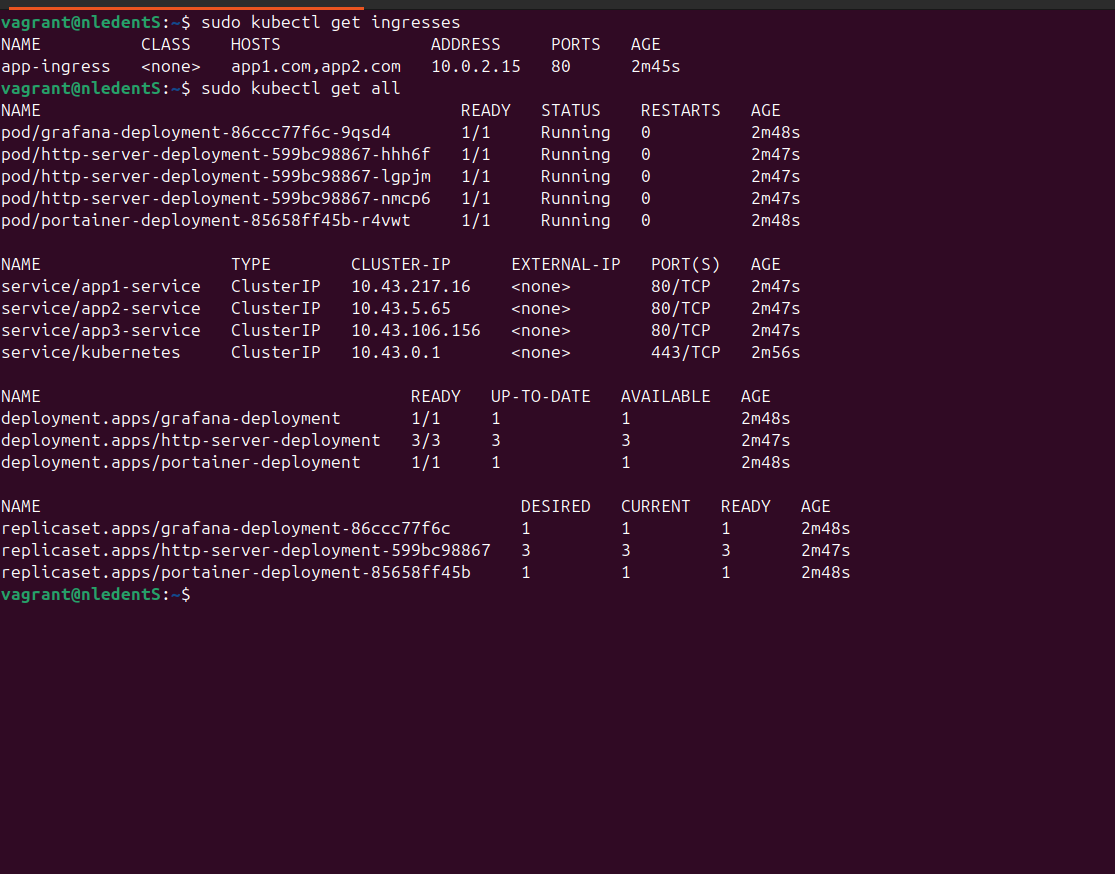 vagrant@nledentS:~$ sudo kubectl get ingresses
NAME          CLASS    HOSTS               ADDRESS     PORTS   AGE
app-ingress   <none>   app1.com,app2.com   10.0.2.15   80      2m45s
vagrant@nledentS:~$ sudo kubectl get all
NAME                                          READY   STATUS    RESTARTS   AGE
pod/grafana-deployment-86ccc77f6c-9qsd4       1/1     Running   0          2m48s
pod/http-server-deployment-599bc98867-hhh6f   1/1     Running   0          2m47s
pod/http-server-deployment-599bc98867-lgpjm   1/1     Running   0          2m47s
pod/http-server-deployment-599bc98867-nmcp6   1/1     Running   0          2m47s
pod/portainer-deployment-85658ff45b-r4vwt     1/1     Running   0          2m48s

NAME                   TYPE        CLUSTER-IP      EXTERNAL-IP   PORT(S)   AGE
service/app1-service   ClusterIP   10.43.217.16    <none>        80/TCP    2m47s
service/app2-service   ClusterIP   10.43.5.65      <none>        80/TCP    2m47s
service/app3-service   ClusterIP   10.43.106.156   <none>        80/TCP    2m47s
service/kubernetes     ClusterIP   10.43.0.1       <none>        443/TCP   2m56s

NAME                                     READY   UP-TO-DATE   AVAILABLE   AGE
deployment.apps/grafana-deployment       1/1     1            1           2m48s
deployment.apps/http-server-deployment   3/3     3            3           2m47s
deployment.apps/portainer-deployment     1/1     1            1           2m48s

NAME                                                DESIRED   CURRENT   READY   AGE
replicaset.apps/grafana-deployment-86ccc77f6c       1         1         1       2m48s
replicaset.apps/http-server-deployment-599bc98867   3         3         3       2m47s
replicaset.apps/portainer-deployment-85658ff45b     1         1         1       2m48s
vagrant@nledentS:~$